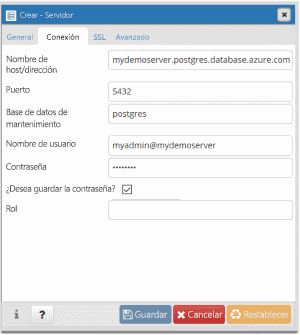 Crear - Servidor
General Conexión SSL Avanzado
Nombre de
host/dirección
mydemoserver.postgres.database.azure.com
Puerto
5432
Base de datos de
mantenimiento
postgres
Nombre de usuario
myadmin@mydemoserver
Contraseña
••••••••
¿Desea guardar la contraseña?
Rol
i ? Guardar Cancelar Restablecer